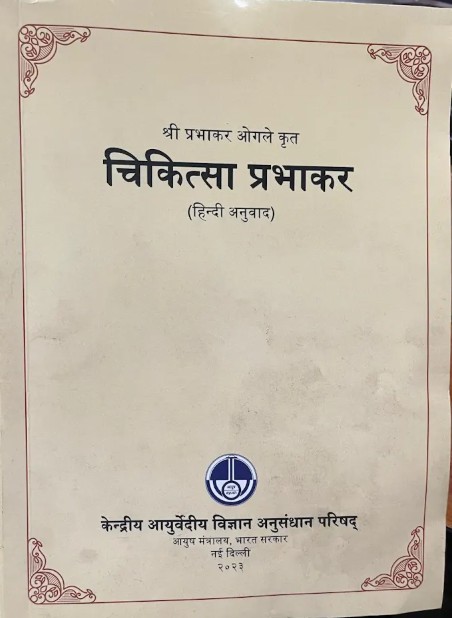 श्री प्रभाकर ओगले कृत
चिकित्सा प्रभाकर
(हिन्दी अनुवाद)
केन्द्रीय आयुर्वेदीय विज्ञान अनुसंधान परिषद्
आयुष मंत्रालय, भारत सरकार
नई दिल्ली
२०२३